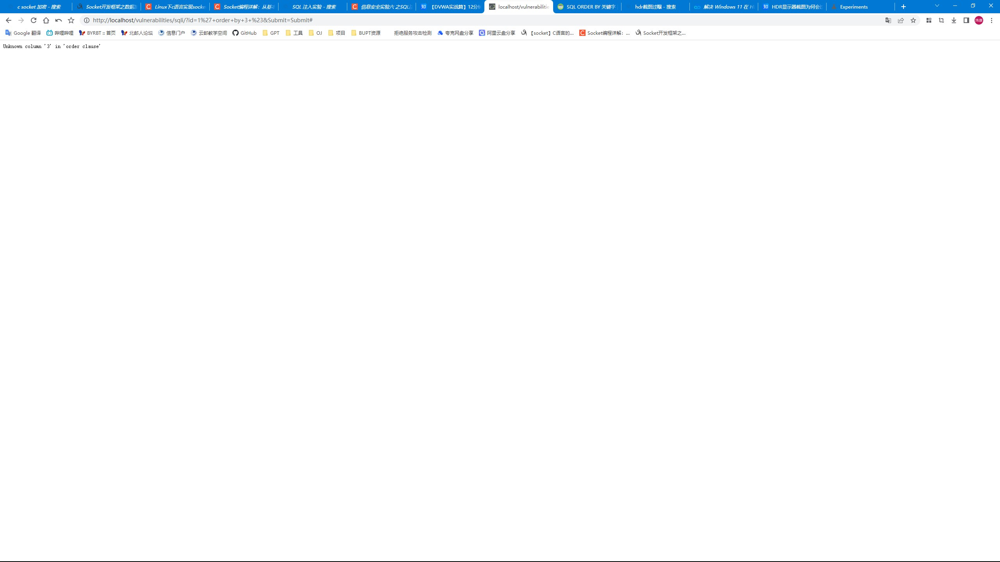 c socket 加密 - 搜索
Socket开发框架之数据加
Linux下c语言实现socke
Socket编程详解：从基本
SQL 注入实验 - 搜索
信息安全实验六 之SQL注
【DVWA实战篇】12分钟
localhost/vulnerabilitie
SQL ORDER BY 关键字
hdr截图过曝 - 搜索
解决 Windows 11 在 H
HDR显示器截图为何会过
Experiments
http://localhost/vulnerabilities/sqli/?id=1%27+order+by+3+%23&Submit=Submit#
炜康
Google 翻译
哔哩哔哩
BYRBT :: 首页
北邮人论坛
信息门户
云邮教学空间
GitHub
GPT
工具
OJ
项目
BUPT资源
拒绝服务攻击检测
夸克网盘分享
阿里云盘分享
【socket】C语言的...
Socket编程详解：...
Socket开发框架之...
Unknown column '3' in 'order clause'